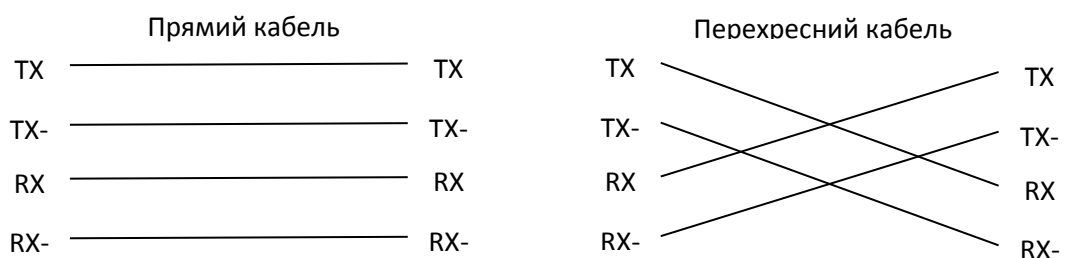 Прямий кабель
TX TX
TX- TX-
RX RX
RX- RX-
Перехресний кабель
TX TX
TX- TX-
RX RX
RX- RX-